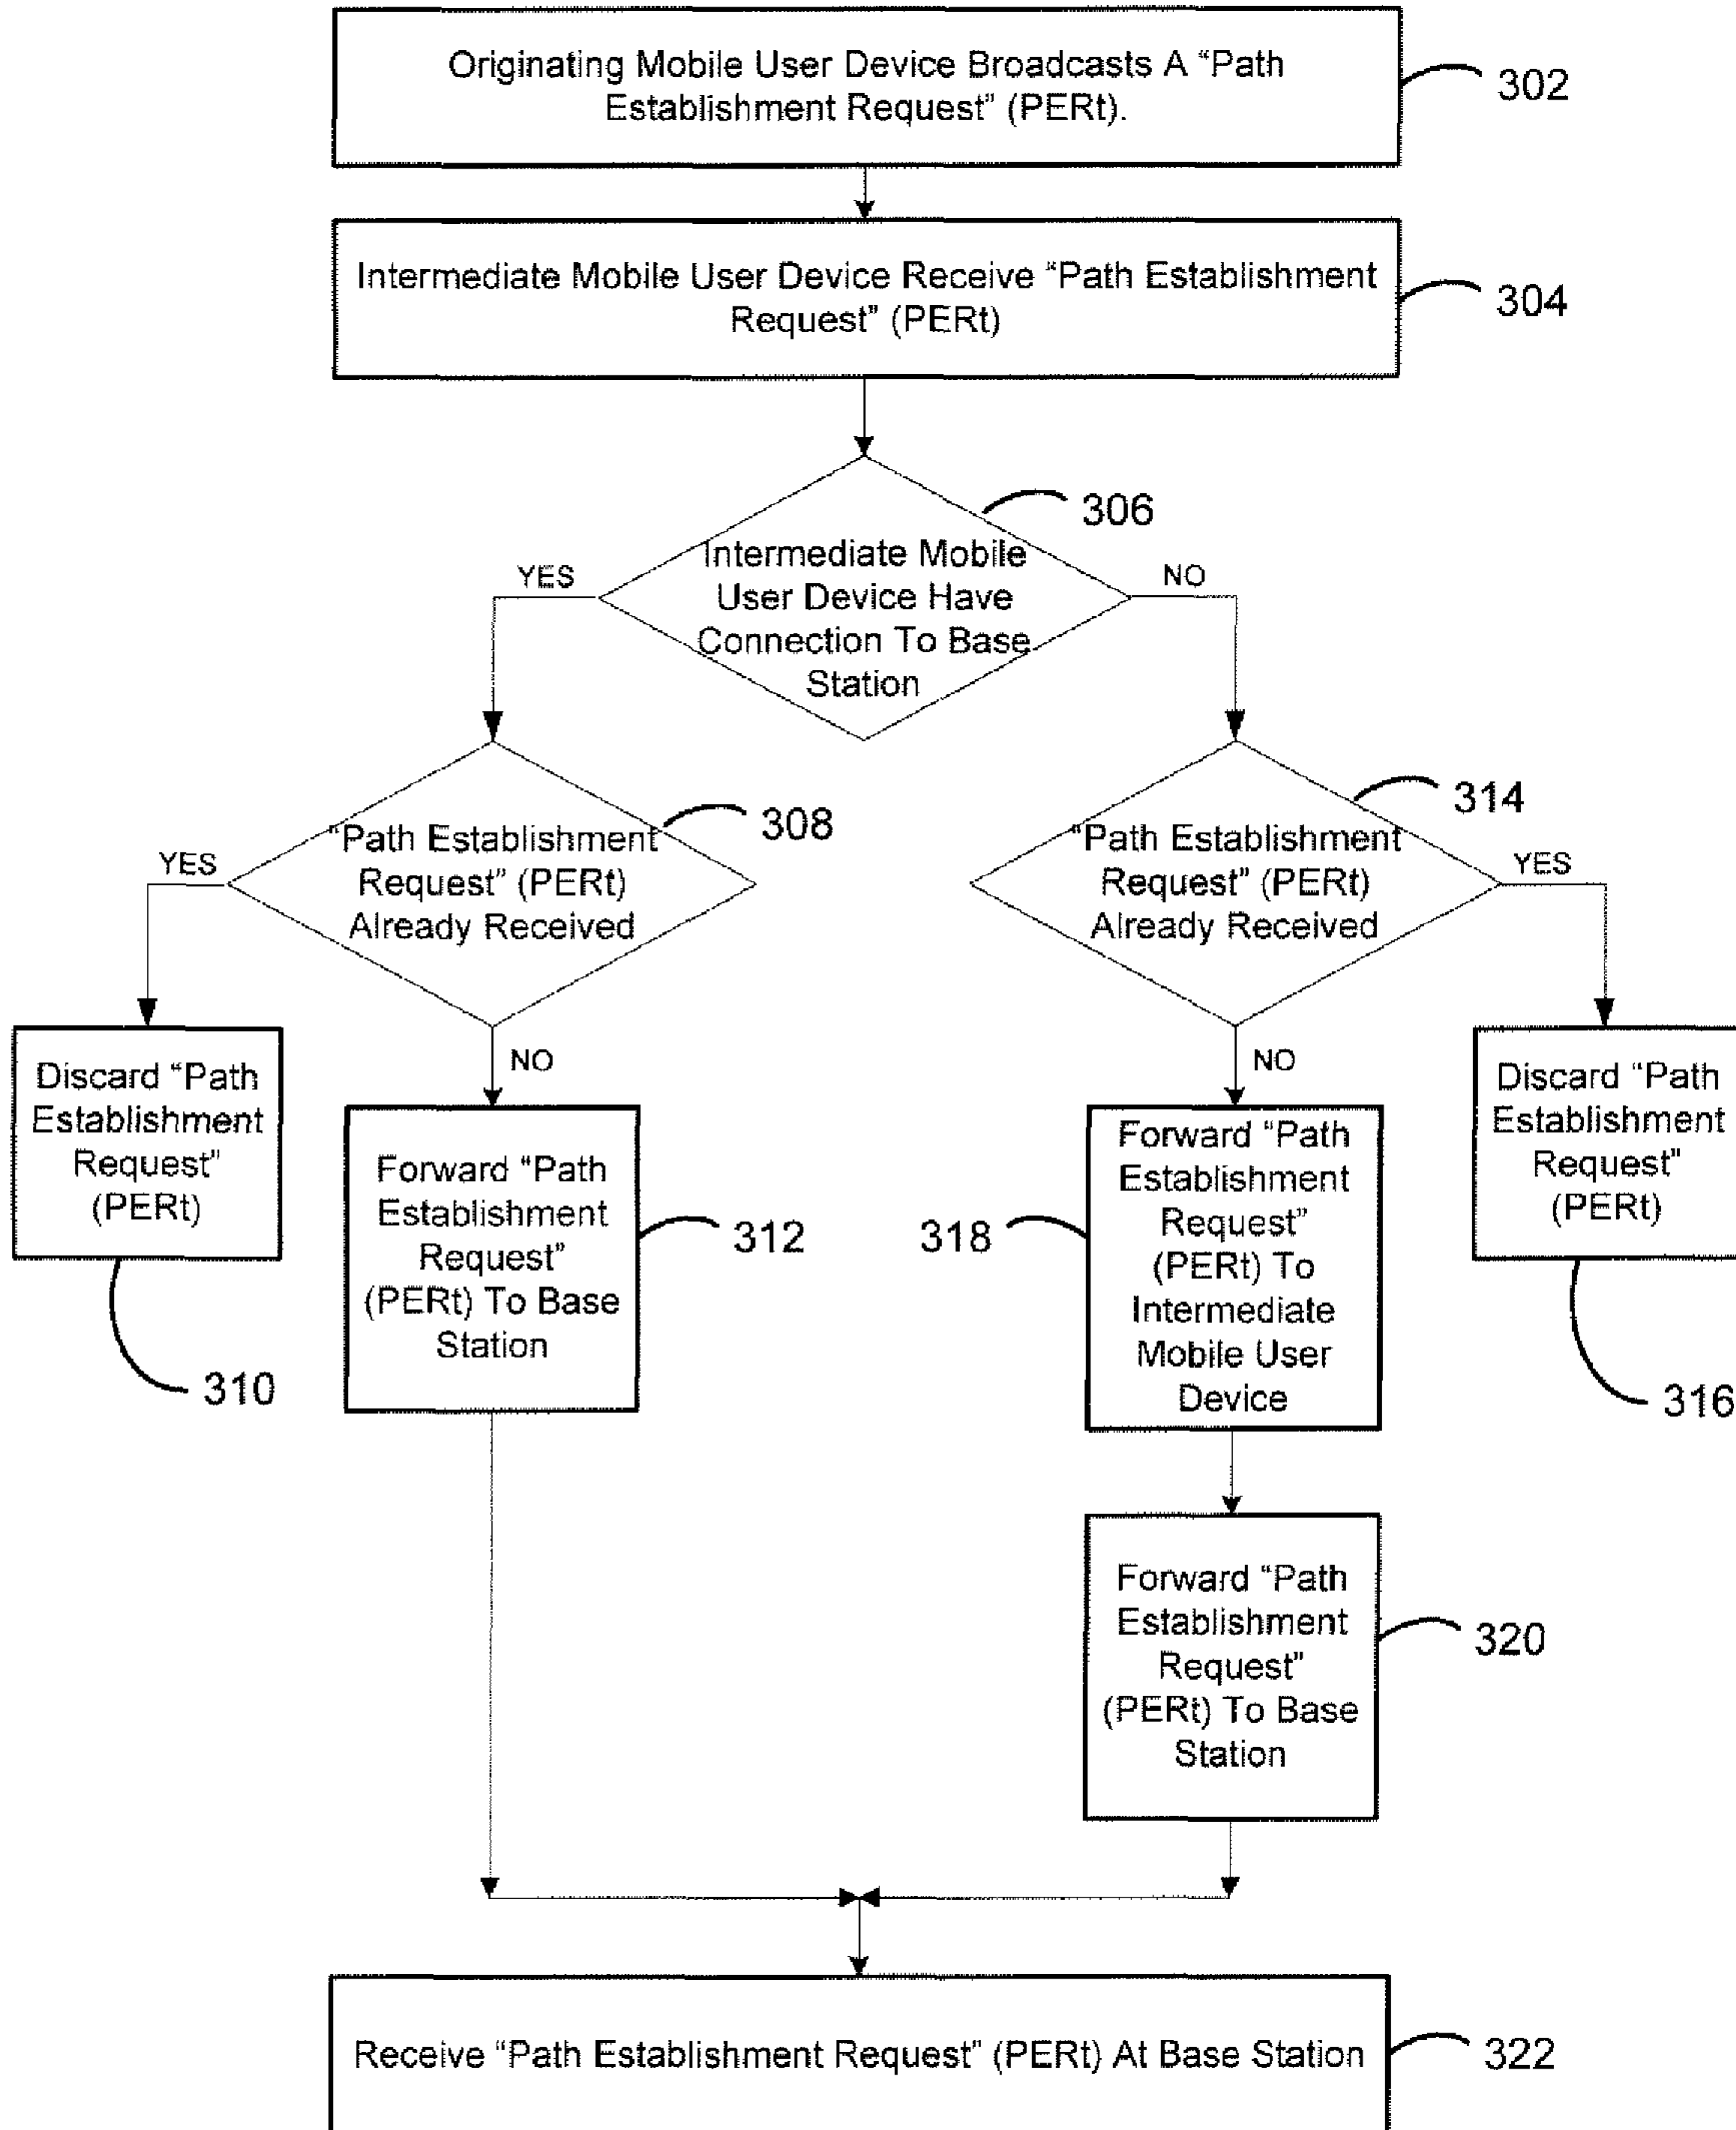 Originating Mobile User Device Broadcasts A “Path
Establishment Request” (PERt).
302
Intermediate Mobile User Device Receive “Path Establishment
Request” (PERt)
304
306
Intermediate Mobile
User Device Have
Connection To Base
Station
YES
NO
308
“Path Establishment
Request” (PERt)
Already Received
YES
NO
314
“Path Establishment
Request” (PERt)
Already Received
YES
NO
Discard “Path
Establishment
Request”
(PERt)
310
Forward “Path
Establishment
Request”
(PERt) To Base
Station
312
Forward “Path
Establishment
Request”
(PERt) To
Intermediate
Mobile User
Device
318
Discard “Path
Establishment
Request”
(PERt)
316
Forward “Path
Establishment
Request”
(PERt) To Base
Station
320
Receive “Path Establishment Request” (PERt) At Base Station
322